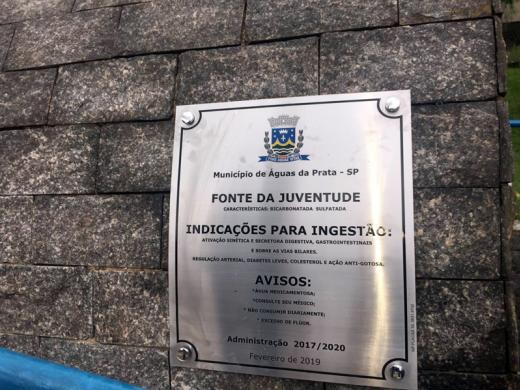 Município de Águas da Prata - SP
FONTE DA JUVENTUDE
CARACTERÍSTICAS: BICARBONATADA SULFATADA
INDICAÇÕES PARA INGESTÃO:
ATIVAÇÃO SINÉTICA E SECRETORA DIGESTIVA, GASTROINTESTINAIS
E SOBRE AS VIAS BILARES.
REGULAÇÃO ARTERIAL, DIABETES LEVES, COLESTEROL E AÇÃO ANTI-GOTOSA.
AVISOS:
*ÁGUA MEDICAMENTOSA;
*CONSULTE SEU MÉDICO;
* NÃO CONSUMIR DIARIAMENTE;
* EXCESSO DE FLÚOR.
Administração 2017/2020
Fevereiro de 2019